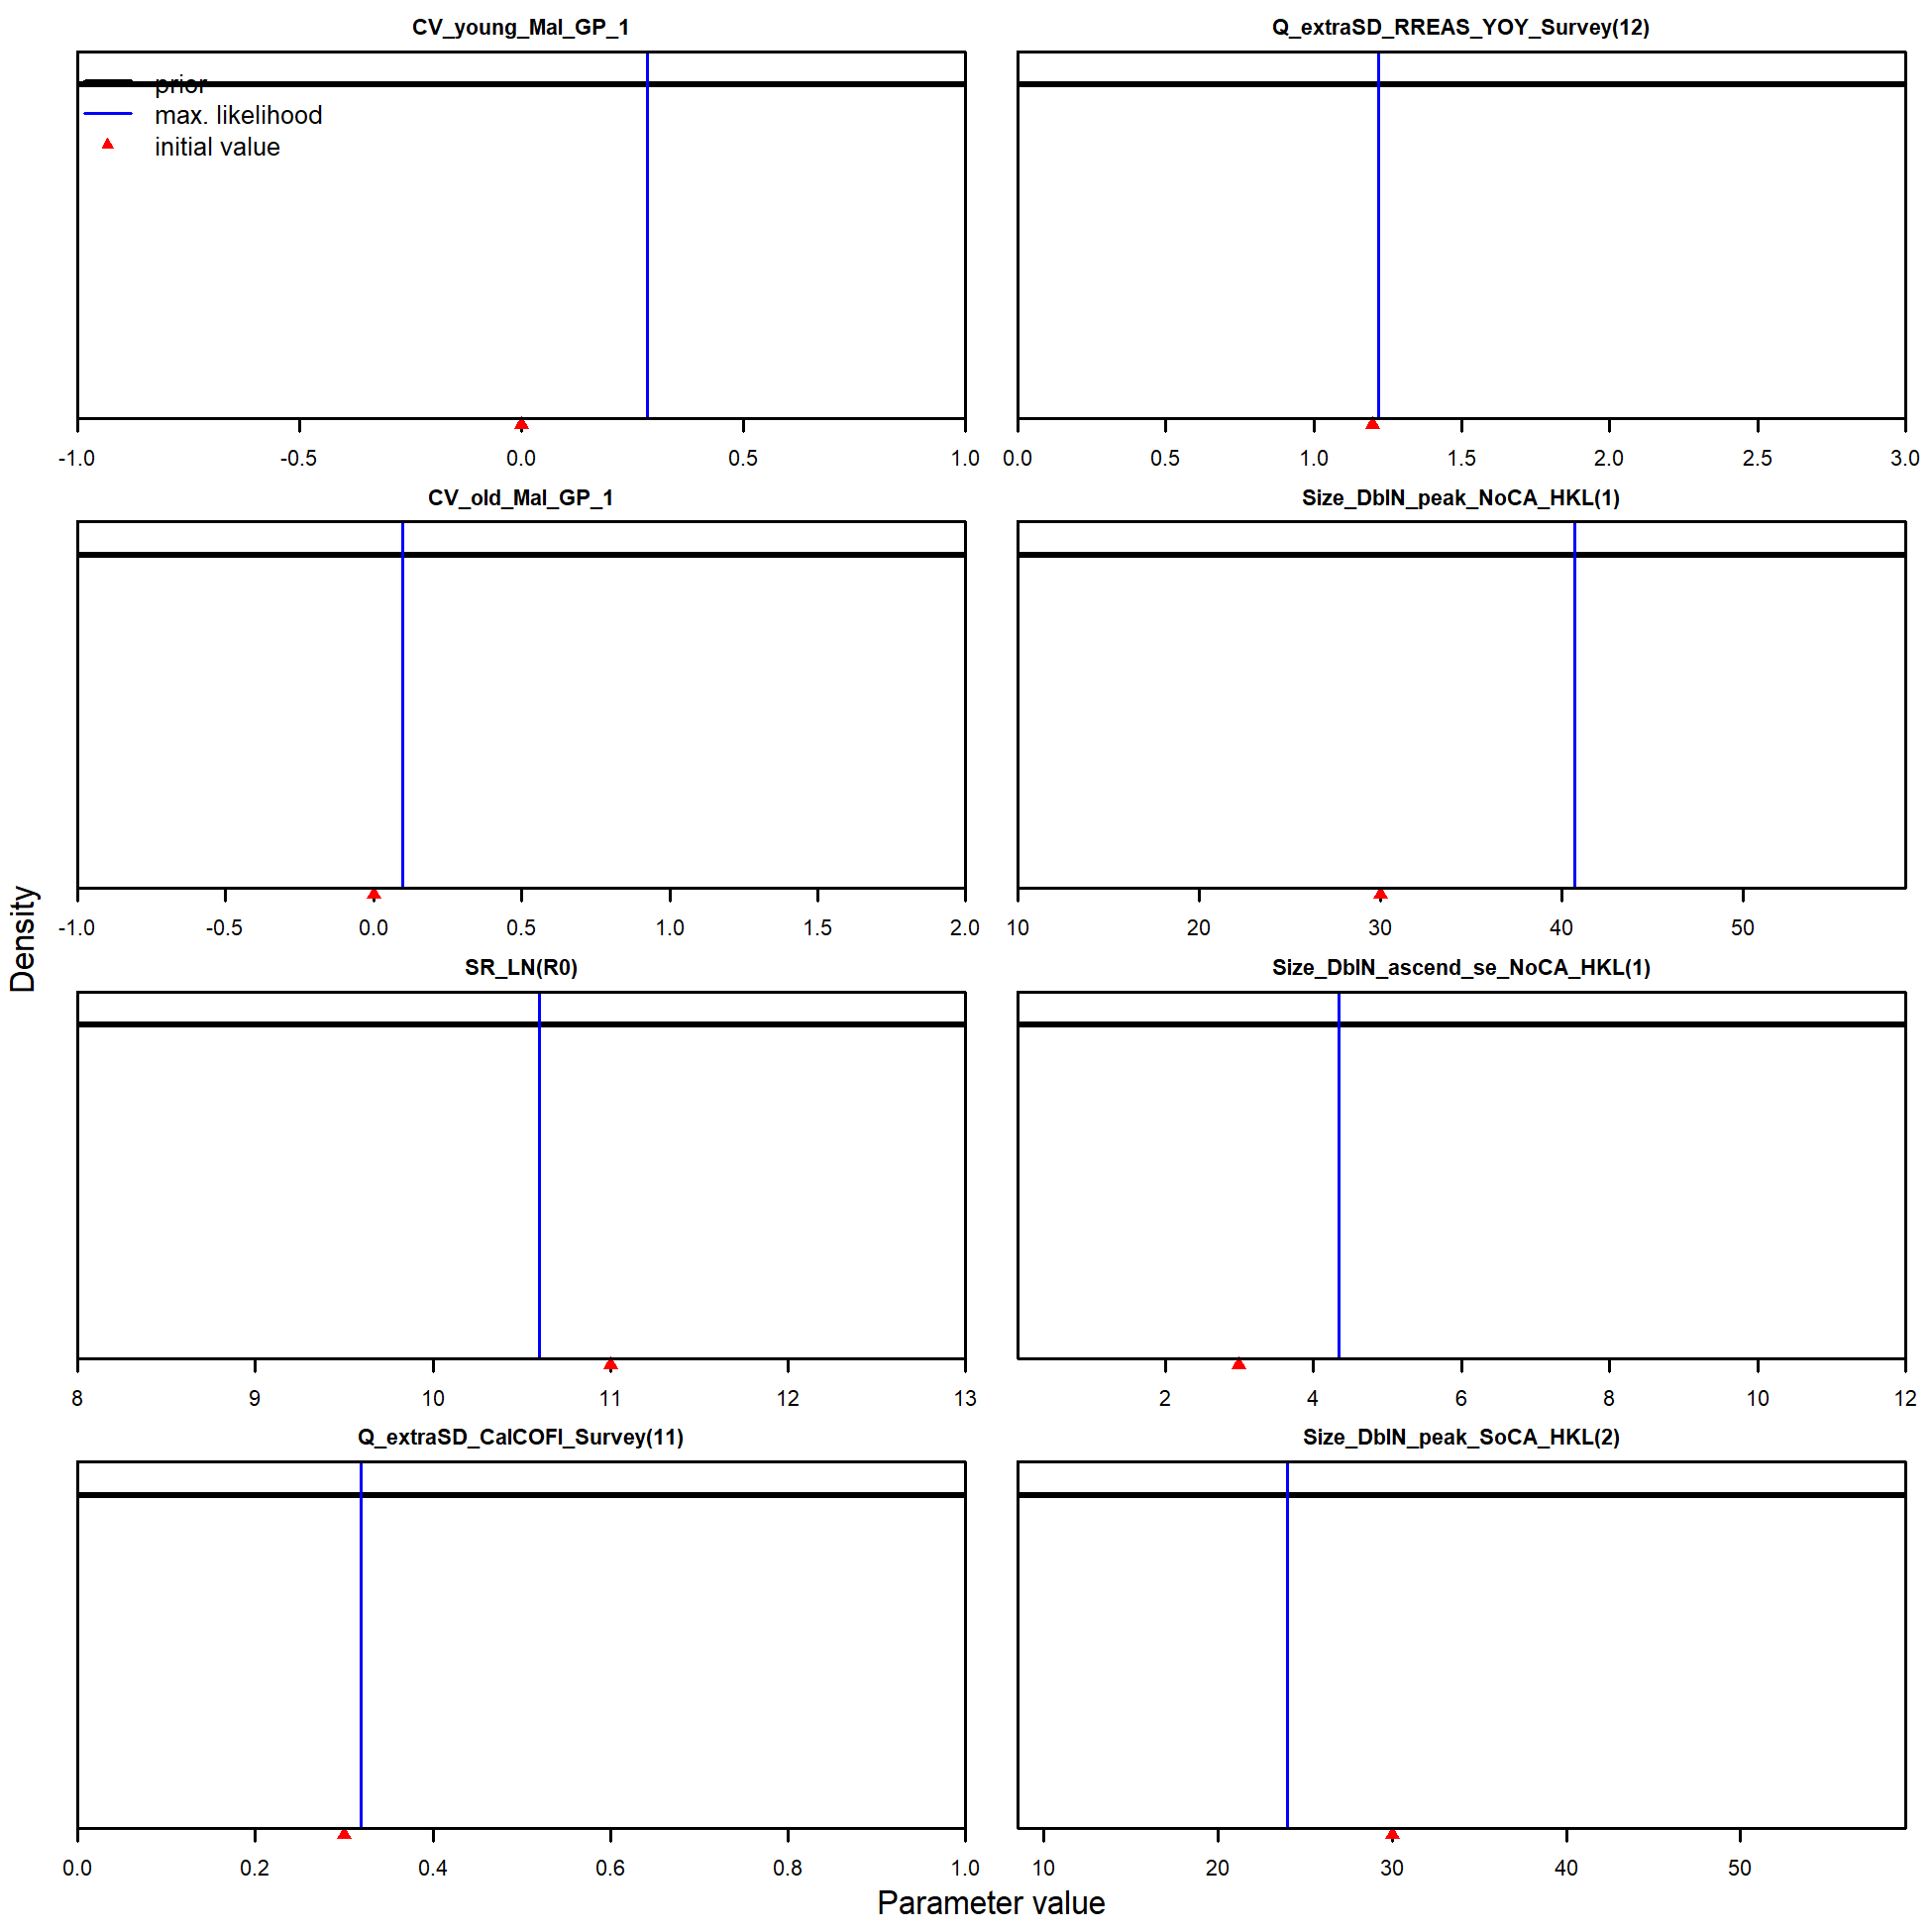 CV_young_Mal_GP_1
prior
max. likelihood
initial value
-1.0 -0.5 0.0 0.5 1.0
Q_extraSD_RREAS_YOY_Survey(12)
0.0 0.5 1.0 1.5 2.0 2.5 3.0
CV_old_Mal_GP_1
-1.0 -0.5 0.0 0.5 1.0 1.5 2.0
Size_DblN_peak_NoCA_HKL(1)
10 20 30 40 50
SR_LN(R0)
8 9 10 11 12 13
Size_DblN_ascend_se_NoCA_HKL(1)
2 4 6 8 10 12
Q_extraSD_CalCOFI_Survey(11)
0.0 0.2 0.4 0.6 0.8 1.0
Size_DblN_peak_SoCA_HKL(2)
10 20 30 40 50
Density
Parameter value